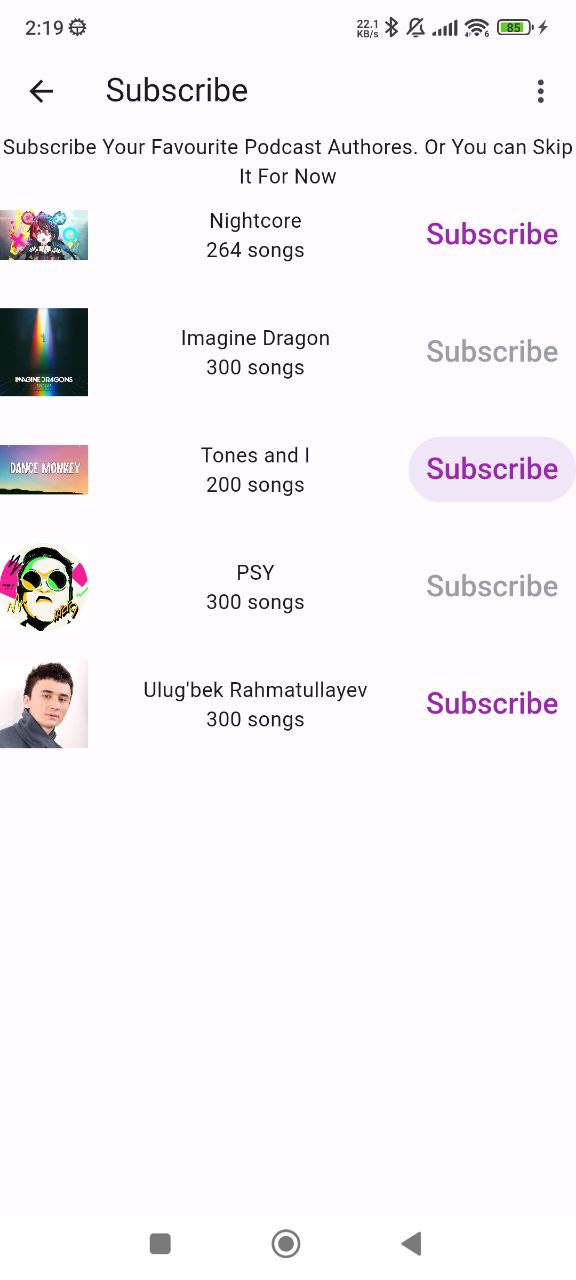 2:19
22.1
KB/s
6
85
Subscribe
Subscribe Your Favourite Podcast Authores. Or You can Skip
It For Now
Nightcore
264 songs
Subscribe
IMAGINE DRAGONS
Imagine Dragon
300 songs
Subscribe
DANCE MONKEY
Tones and I
200 songs
Subscribe
PSY
300 songs
Subscribe
Ulug'bek Rahmatullayev
300 songs
Subscribe